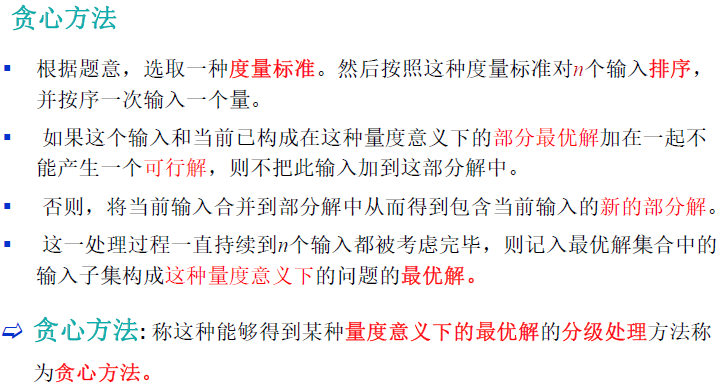 贪心方法
根据题意，选取一种度量标准。然后按照这种度量标准对n个输入排序，
并按序一次输入一个量。
如果这个输入和当前已构成在这种量度意义下的部分最优解加在一起不
能产生一个可行解，则不把此输入加到这部分解中。
否则，将当前输入合并到部分解中从而得到包含当前输入的新的部分解。
这一处理过程一直持续到n个输入都被考虑完毕，则记入最优解集合中的
输入子集构成这种量度意义下的问题的最优解。
贪心方法: 称这种能够得到某种量度意义下的最优解的分级处理方法称
为贪心方法。